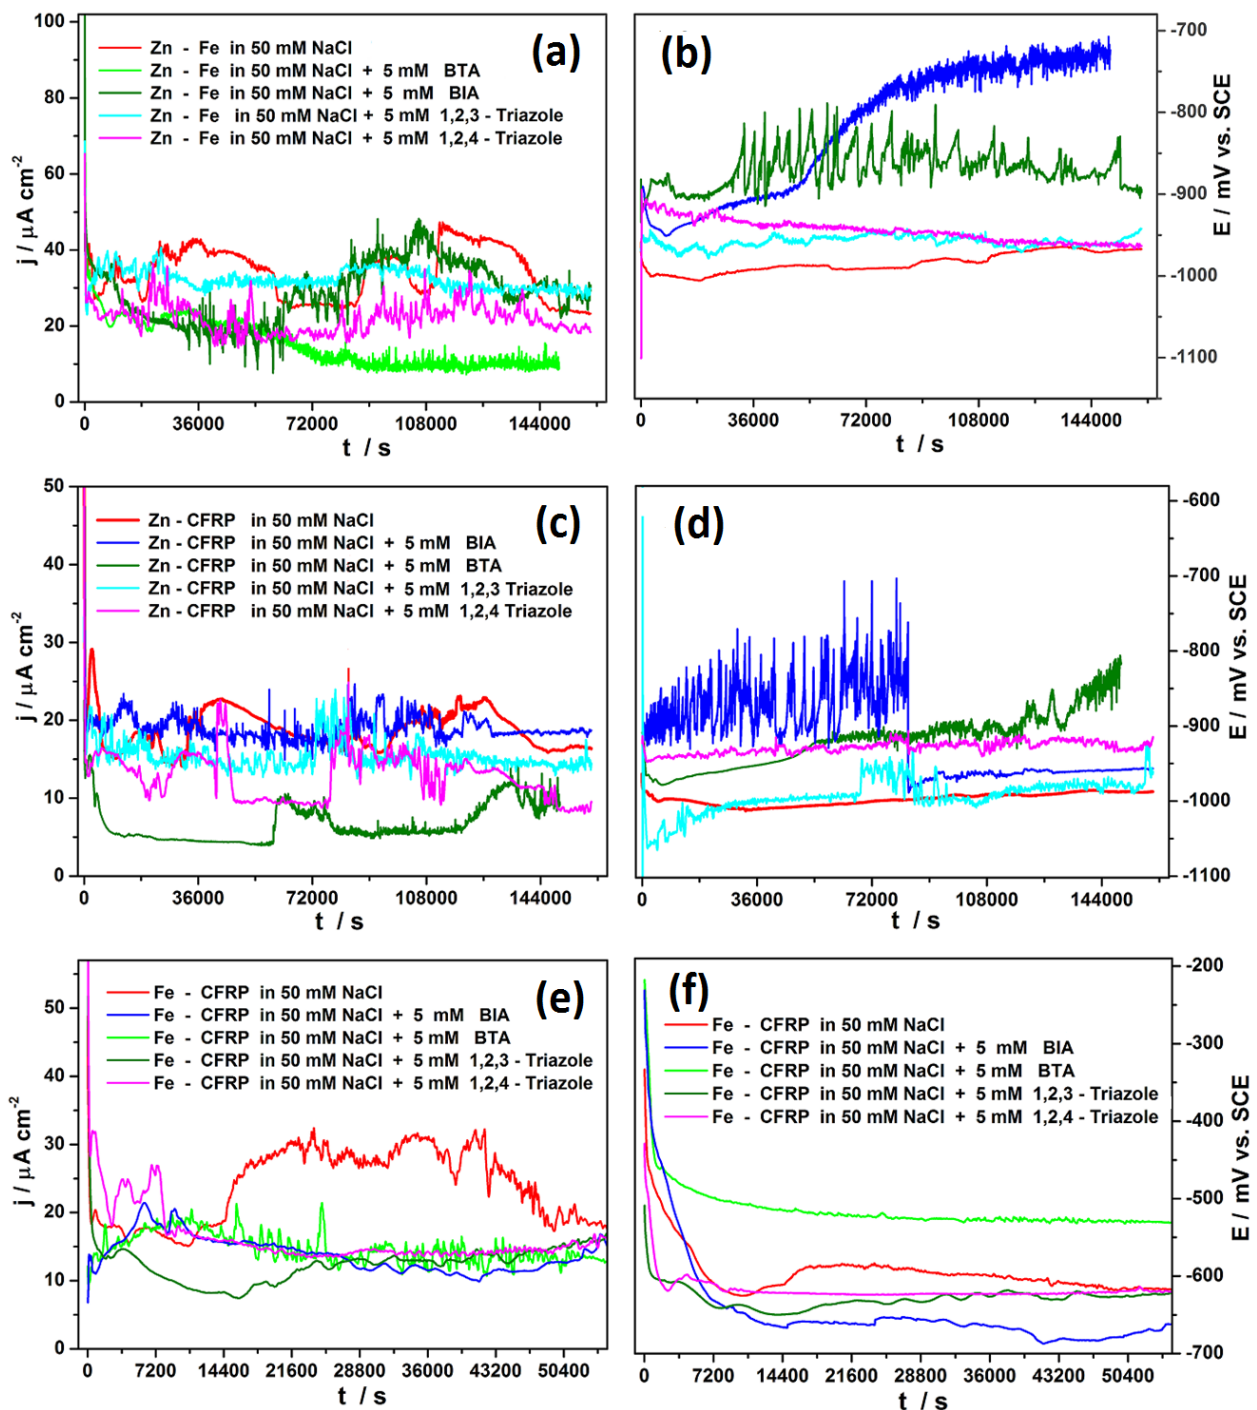 (a)
100
80
60
40
20
0
j / µA cm⁻²
Zn - Fe in 50 mM NaCl
Zn - Fe in 50 mM NaCl + 5 mM BTA
Zn - Fe in 50 mM NaCl + 5 mM BIA
Zn - Fe in 50 mM NaCl + 5 mM 1,2,3 - Triazole
Zn - Fe in 50 mM NaCl + 5 mM 1,2,4 - Triazole
0 36000 72000 108000 144000
t / s
(b)
-700
-800
-900
-1000
-1100
E / mV vs. SCE
0 36000 72000 108000 144000
t / s
(c)
50
40
30
20
10
0
j / µA cm⁻²
Zn - CFRP in 50 mM NaCl
Zn - CFRP in 50 mM NaCl + 5 mM BIA
Zn - CFRP in 50 mM NaCl + 5 mM BTA
Zn - CFRP in 50 mM NaCl + 5 mM 1,2,3 Triazole
Zn - CFRP in 50 mM NaCl + 5 mM 1,2,4 Triazole
0 36000 72000 108000 144000
t / s
(d)
-600
-700
-800
-900
-1000
-1100
E / mV vs. SCE
0 36000 72000 108000 144000
t / s
(e)
50
40
30
20
10
0
j / µA cm⁻²
Fe - CFRP in 50 mM NaCl
Fe - CFRP in 50 mM NaCl + 5 mM BIA
Fe - CFRP in 50 mM NaCl + 5 mM BTA
Fe - CFRP in 50 mM NaCl + 5 mM 1,2,3 - Triazole
Fe - CFRP in 50 mM NaCl + 5 mM 1,2,4 - Triazole
0 7200 14400 21600 28800 36000 43200 50400
t / s
(f)
-200
-300
-400
-500
-600
-700
E / mV vs. SCE
Fe - CFRP in 50 mM NaCl
Fe - CFRP in 50 mM NaCl + 5 mM BIA
Fe - CFRP in 50 mM NaCl + 5 mM BTA
Fe - CFRP in 50 mM NaCl + 5 mM 1,2,3 - Triazole
Fe - CFRP in 50 mM NaCl + 5 mM 1,2,4 - Triazole
0 7200 14400 21600 28800 36000 43200 50400
t / s